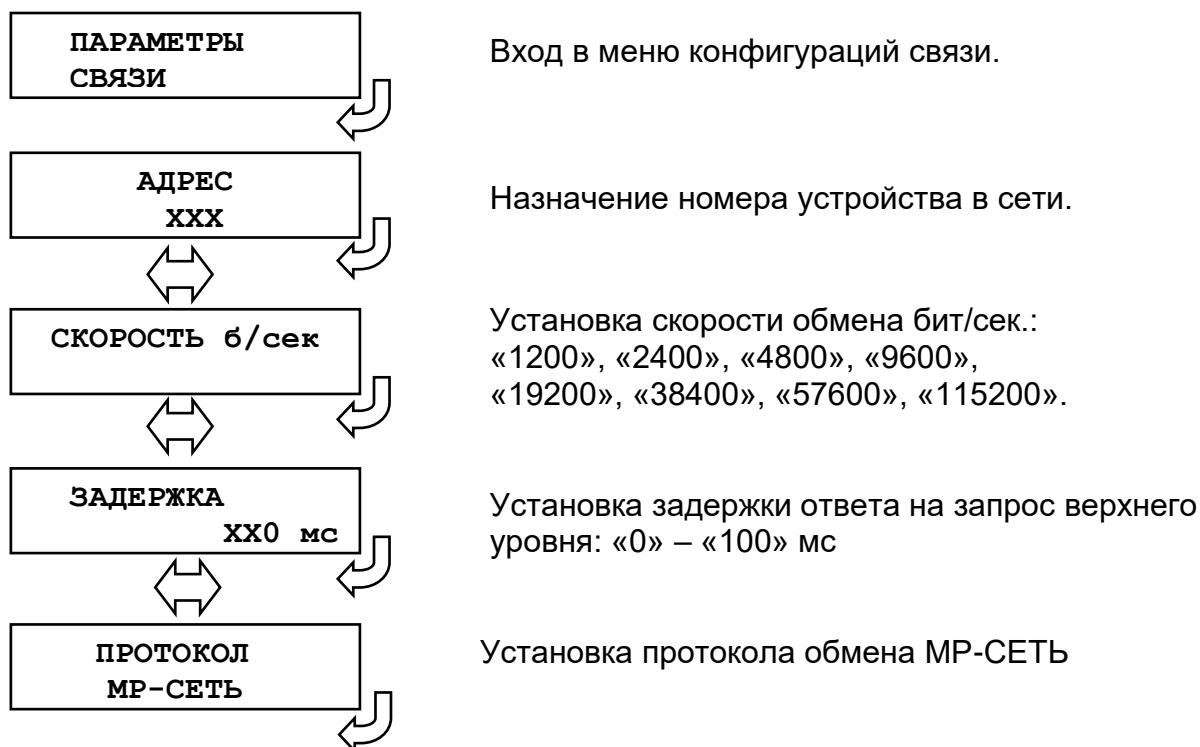 ПАРАМЕТРЫ
СВЯЗИ
Вход в меню конфигураций связи.
АДРЕС
XXX
Назначение номера устройства в сети.
СКОРОСТЬ б/сек
Установка скорости обмена бит/сек.:
«1200», «2400», «4800», «9600»,
«19200», «38400», «57600», «115200».
ЗАДЕРЖКА
XX0 мс
Установка задержки ответа на запрос верхнего
уровня: «0» – «100» мс
ПРОТОКОЛ
МР-СЕТЬ
Установка протокола обмена МР-СЕТЬ